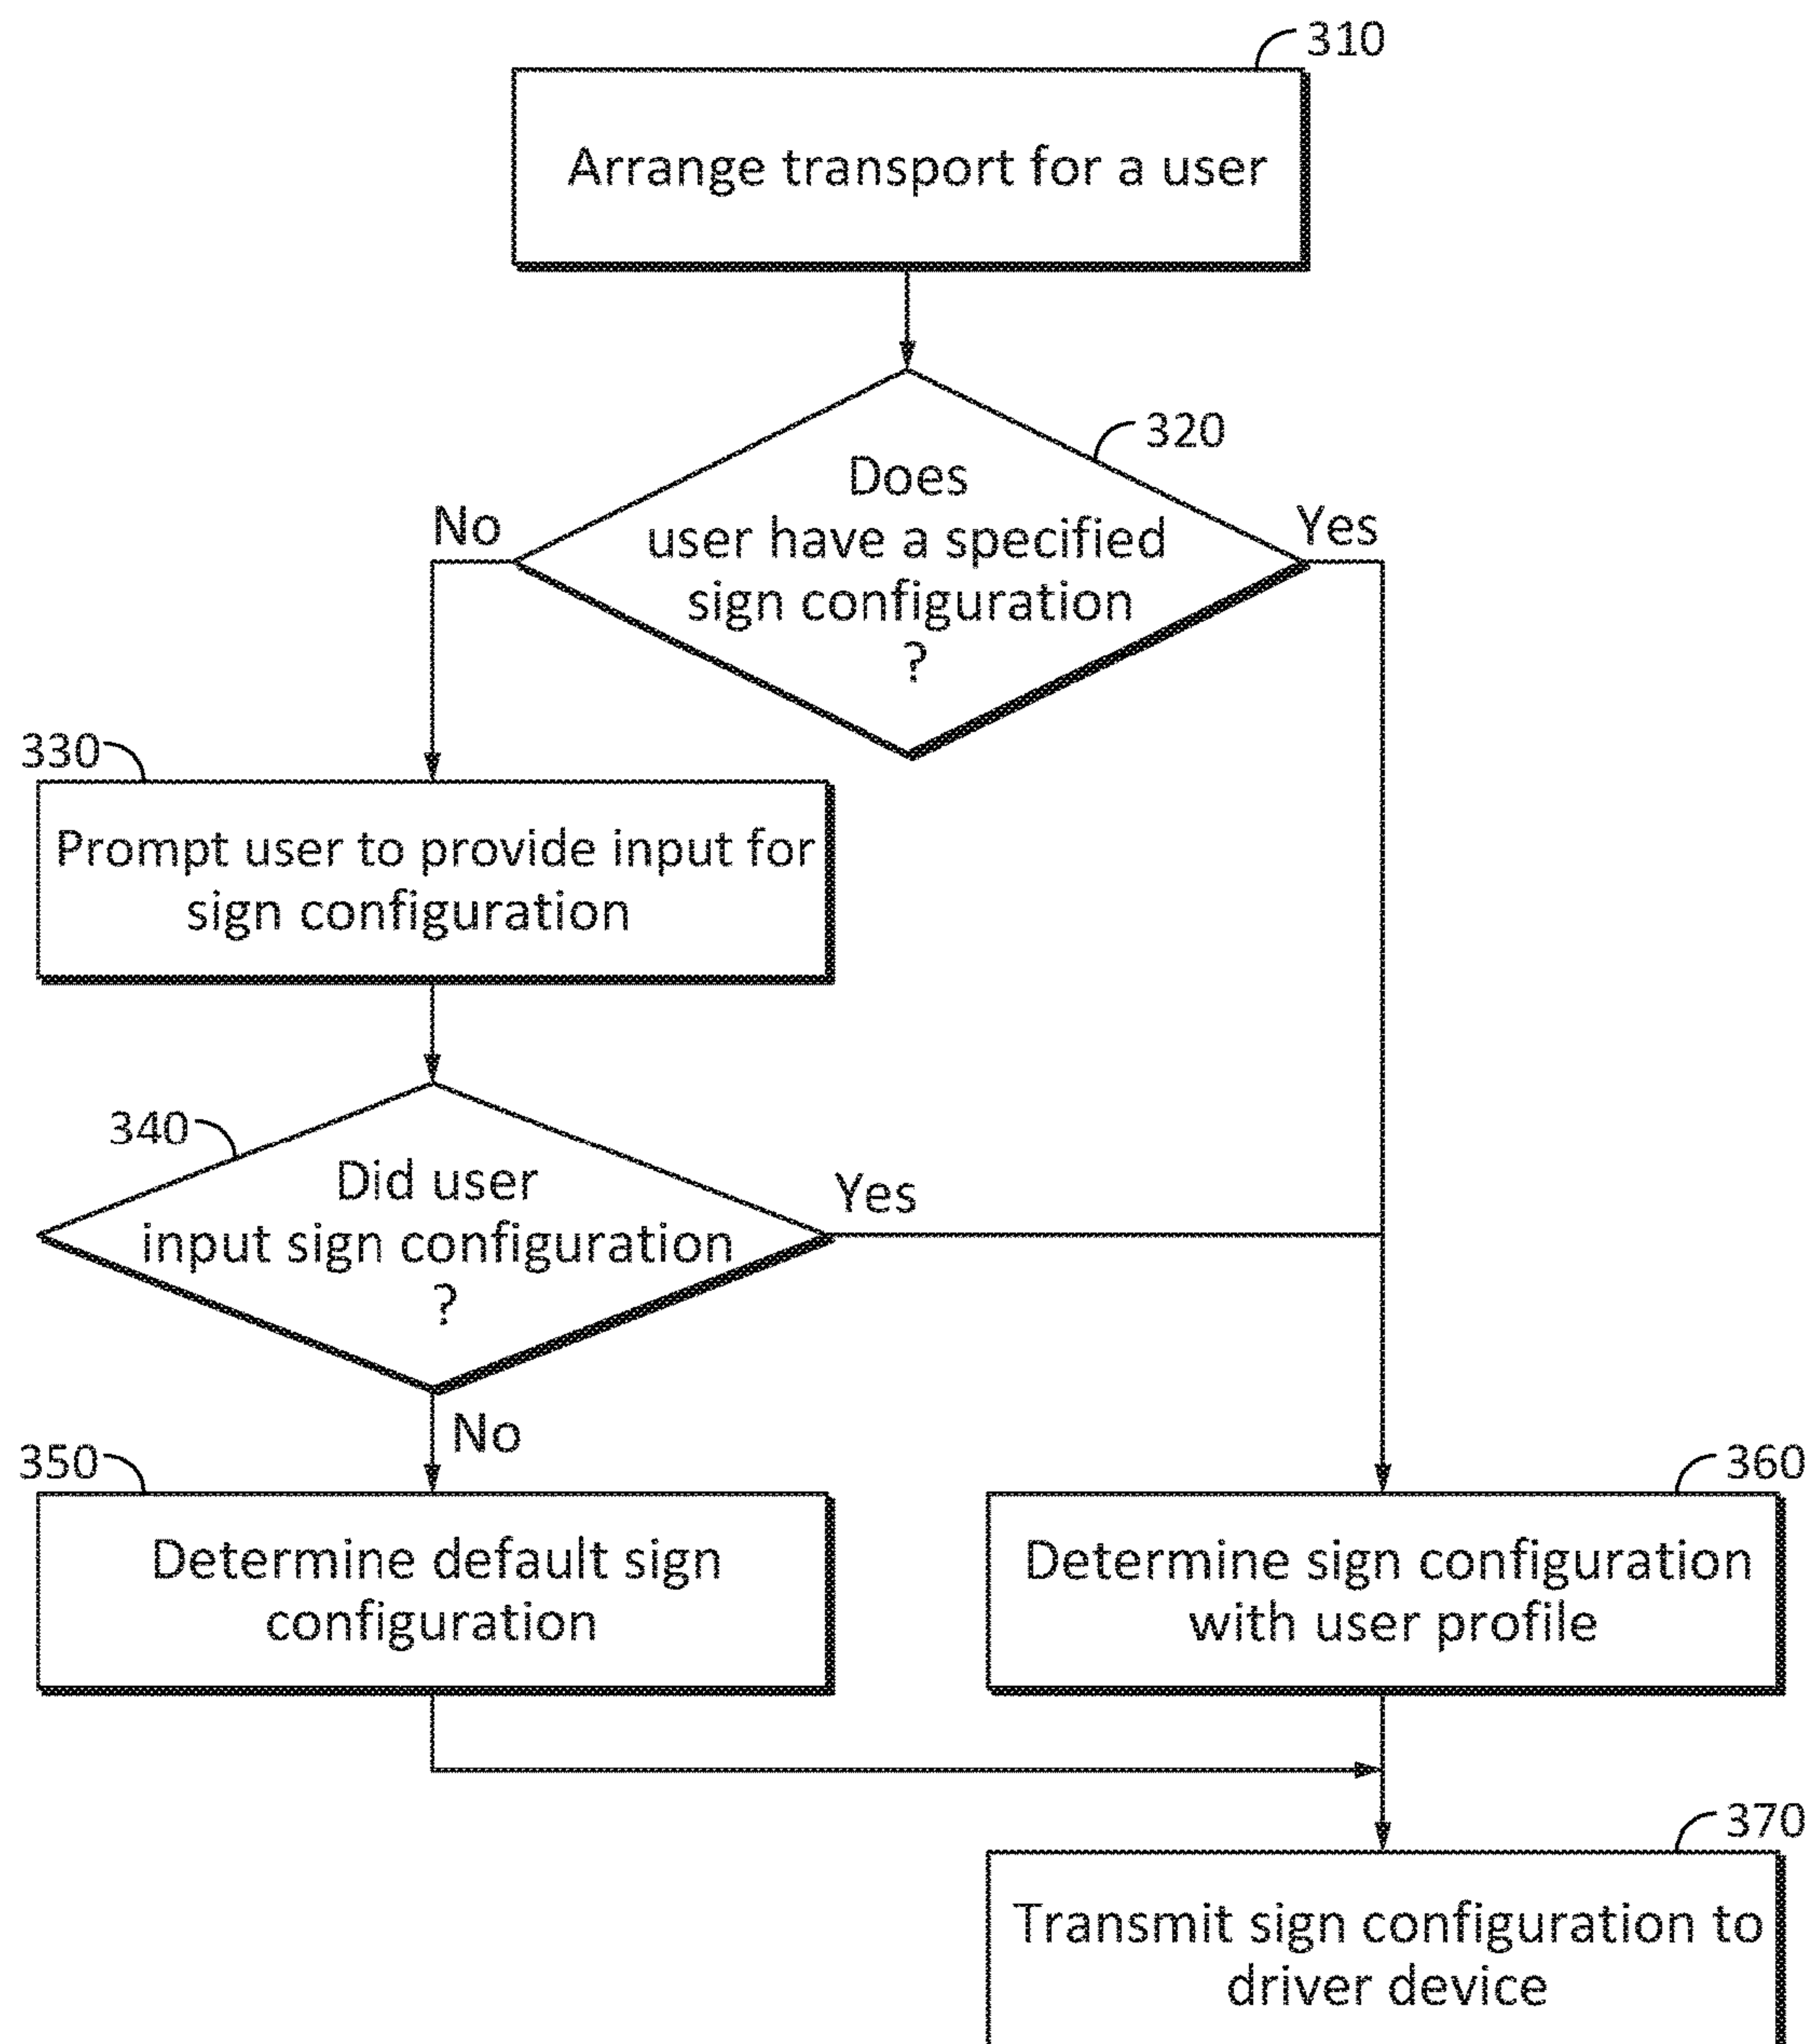 310
Arrange transport for a user
320
Does
user have a specified
sign configuration
?
No
Yes
330
Prompt user to provide input for
sign configuration
340
Did user
input sign configuration
?
Yes
No
350
Determine default sign
configuration
360
Determine sign configuration
with user profile
370
Transmit sign configuration to
driver device